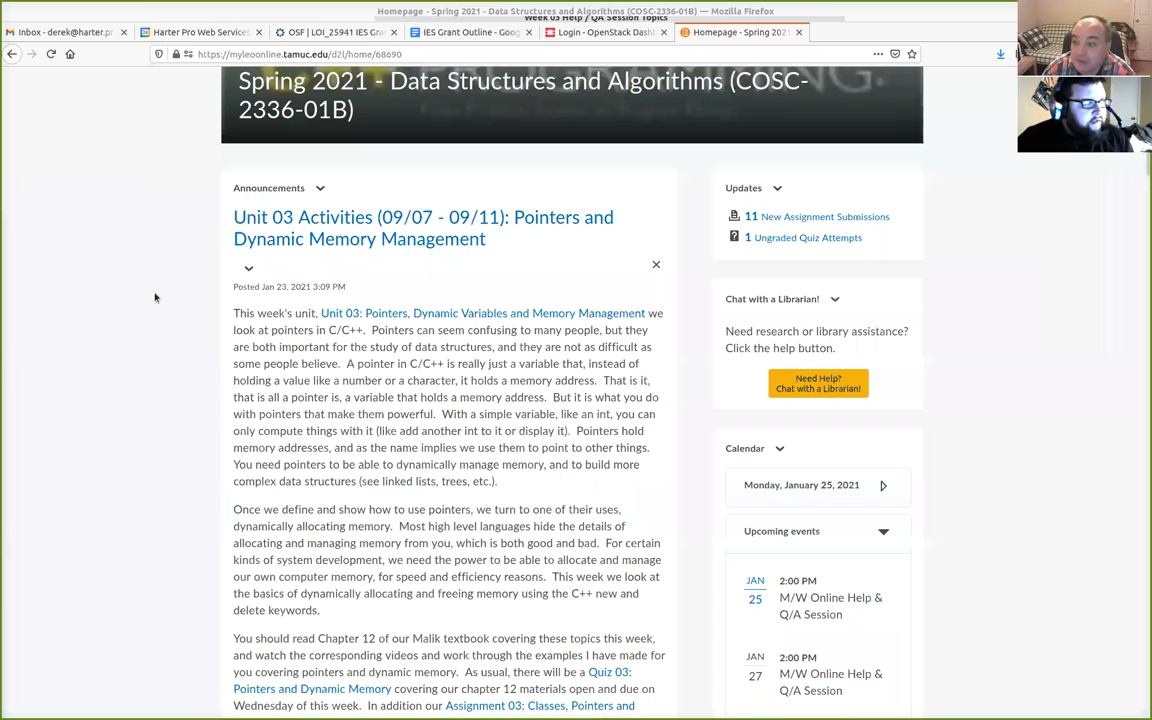 Homepage - Spring 2021 - Data Structures and Algorithms (COSC-2336-01B) — Mozilla Firefox
Week 03 Help / QA Session Topics
Inbox - derek@harter.pr
Harter Pro Web Services
OSF | LOI_25941 IES Gra
IES Grant Outline - Goog
Login - OpenStack Dash
Homepage - Spring 2021
https://myleoonline.tamuc.edu/d2l/home/68690
Spring 2021 - Data Structures and Algorithms (COSC-
2336-01B)
Announcements
Unit 03 Activities (09/07 - 09/11): Pointers and
Dynamic Memory Management
Posted Jan 23, 2021 3:09 PM
This week's unit, Unit 03: Pointers, Dynamic Variables and Memory Management we
look at pointers in C/C++. Pointers can seem confusing to many people, but they
are both important for the study of data structures, and they are not as difficult as
some people believe. A pointer in C/C++ is really just a variable that, instead of
holding a value like a number or a character, it holds a memory address. That is it,
that is all a pointer is, a variable that holds a memory address. But it is what you do
with pointers that make them powerful. With a simple variable, like an int, you can
only compute things with it (like add another int to it or display it). Pointers hold
memory addresses, and as the name implies we use them to point to other things.
You need pointers to be able to dynamically manage memory, and to build more
complex data structures (see linked lists, trees, etc.).
Once we define and show how to use pointers, we turn to one of their uses,
dynamically allocating memory. Most high level languages hide the details of
allocating and managing memory from you, which is both good and bad. For certain
kinds of system development, we need the power to be able to allocate and manage
our own computer memory, for speed and efficiency reasons. This week we look at
the basics of dynamically allocating and freeing memory using the C++ new and
delete keywords.
You should read Chapter 12 of our Malik textbook covering these topics this week,
and watch the corresponding videos and work through the examples I have made for
you covering pointers and dynamic memory. As usual, there will be a Quiz 03:
Pointers and Dynamic Memory covering our chapter 12 materials open and due on
Wednesday of this week. In addition our Assignment 03: Classes, Pointers and
Updates
11 New Assignment Submissions
1 Ungraded Quiz Attempts
Chat with a Librarian!
Need research or library assistance?
Click the help button.
Need Help?
Chat with a Librarian!
Calendar
Monday, January 25, 2021
Upcoming events
JAN
25
2:00 PM
M/W Online Help &
Q/A Session
JAN
27
2:00 PM
M/W Online Help &
Q/A Session